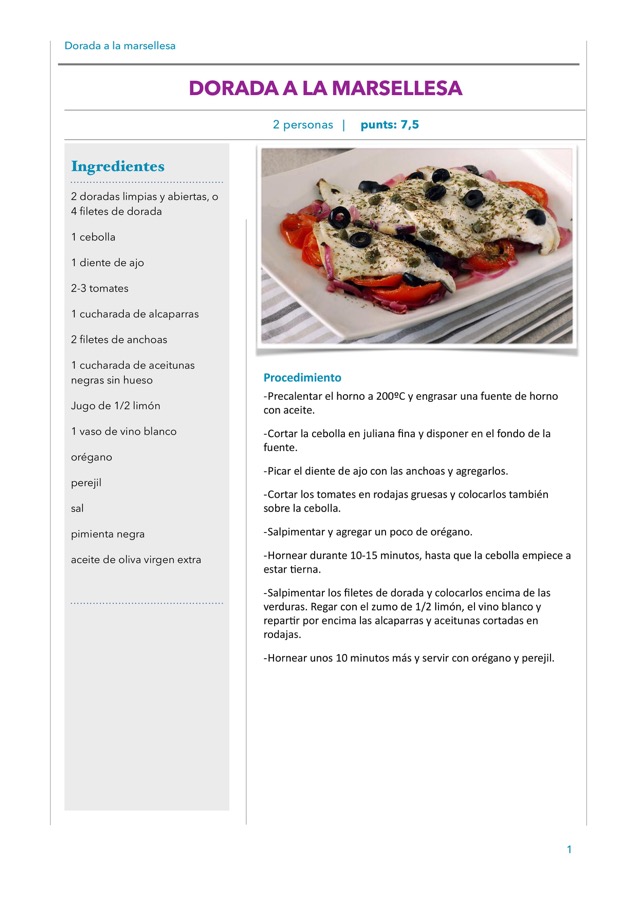 Dorada a la marsellesa
DORADA A LA MARSELLESA
2 personas | punts: 7,5
Ingredientes
2 doradas limpias y abiertas, o
4 filetes de dorada
1 cebolla
1 diente de ajo
2-3 tomates
1 cucharada de alcaparras
2 filetes de anchoas
1 cucharada de aceitunas
negras sin hueso
Jugo de 1/2 limón
1 vaso de vino blanco
orégano
perejil
sal
pimienta negra
aceite de oliva virgen extra
Procedimiento
-Precalentar el horno a 200ºC y engrasar una fuente de horno
con aceite.
-Cortar la cebolla en juliana fina y disponer en el fondo de la
fuente.
-Picar el diente de ajo con las anchoas y agregarlos.
-Cortar los tomates en rodajas gruesas y colocarlos también
sobre la cebolla.
-Salpimentar y agregar un poco de orégano.
-Hornear durante 10-15 minutos, hasta que la cebolla empiece a
estar tierna.
-Salpimentar los filetes de dorada y colocarlos encima de las
verduras. Regar con el zumo de 1/2 limón, el vino blanco y
repartir por encima las alcaparras y aceitunas cortadas en
rodajas.
-Hornear unos 10 minutos más y servir con orégano y perejil.
1